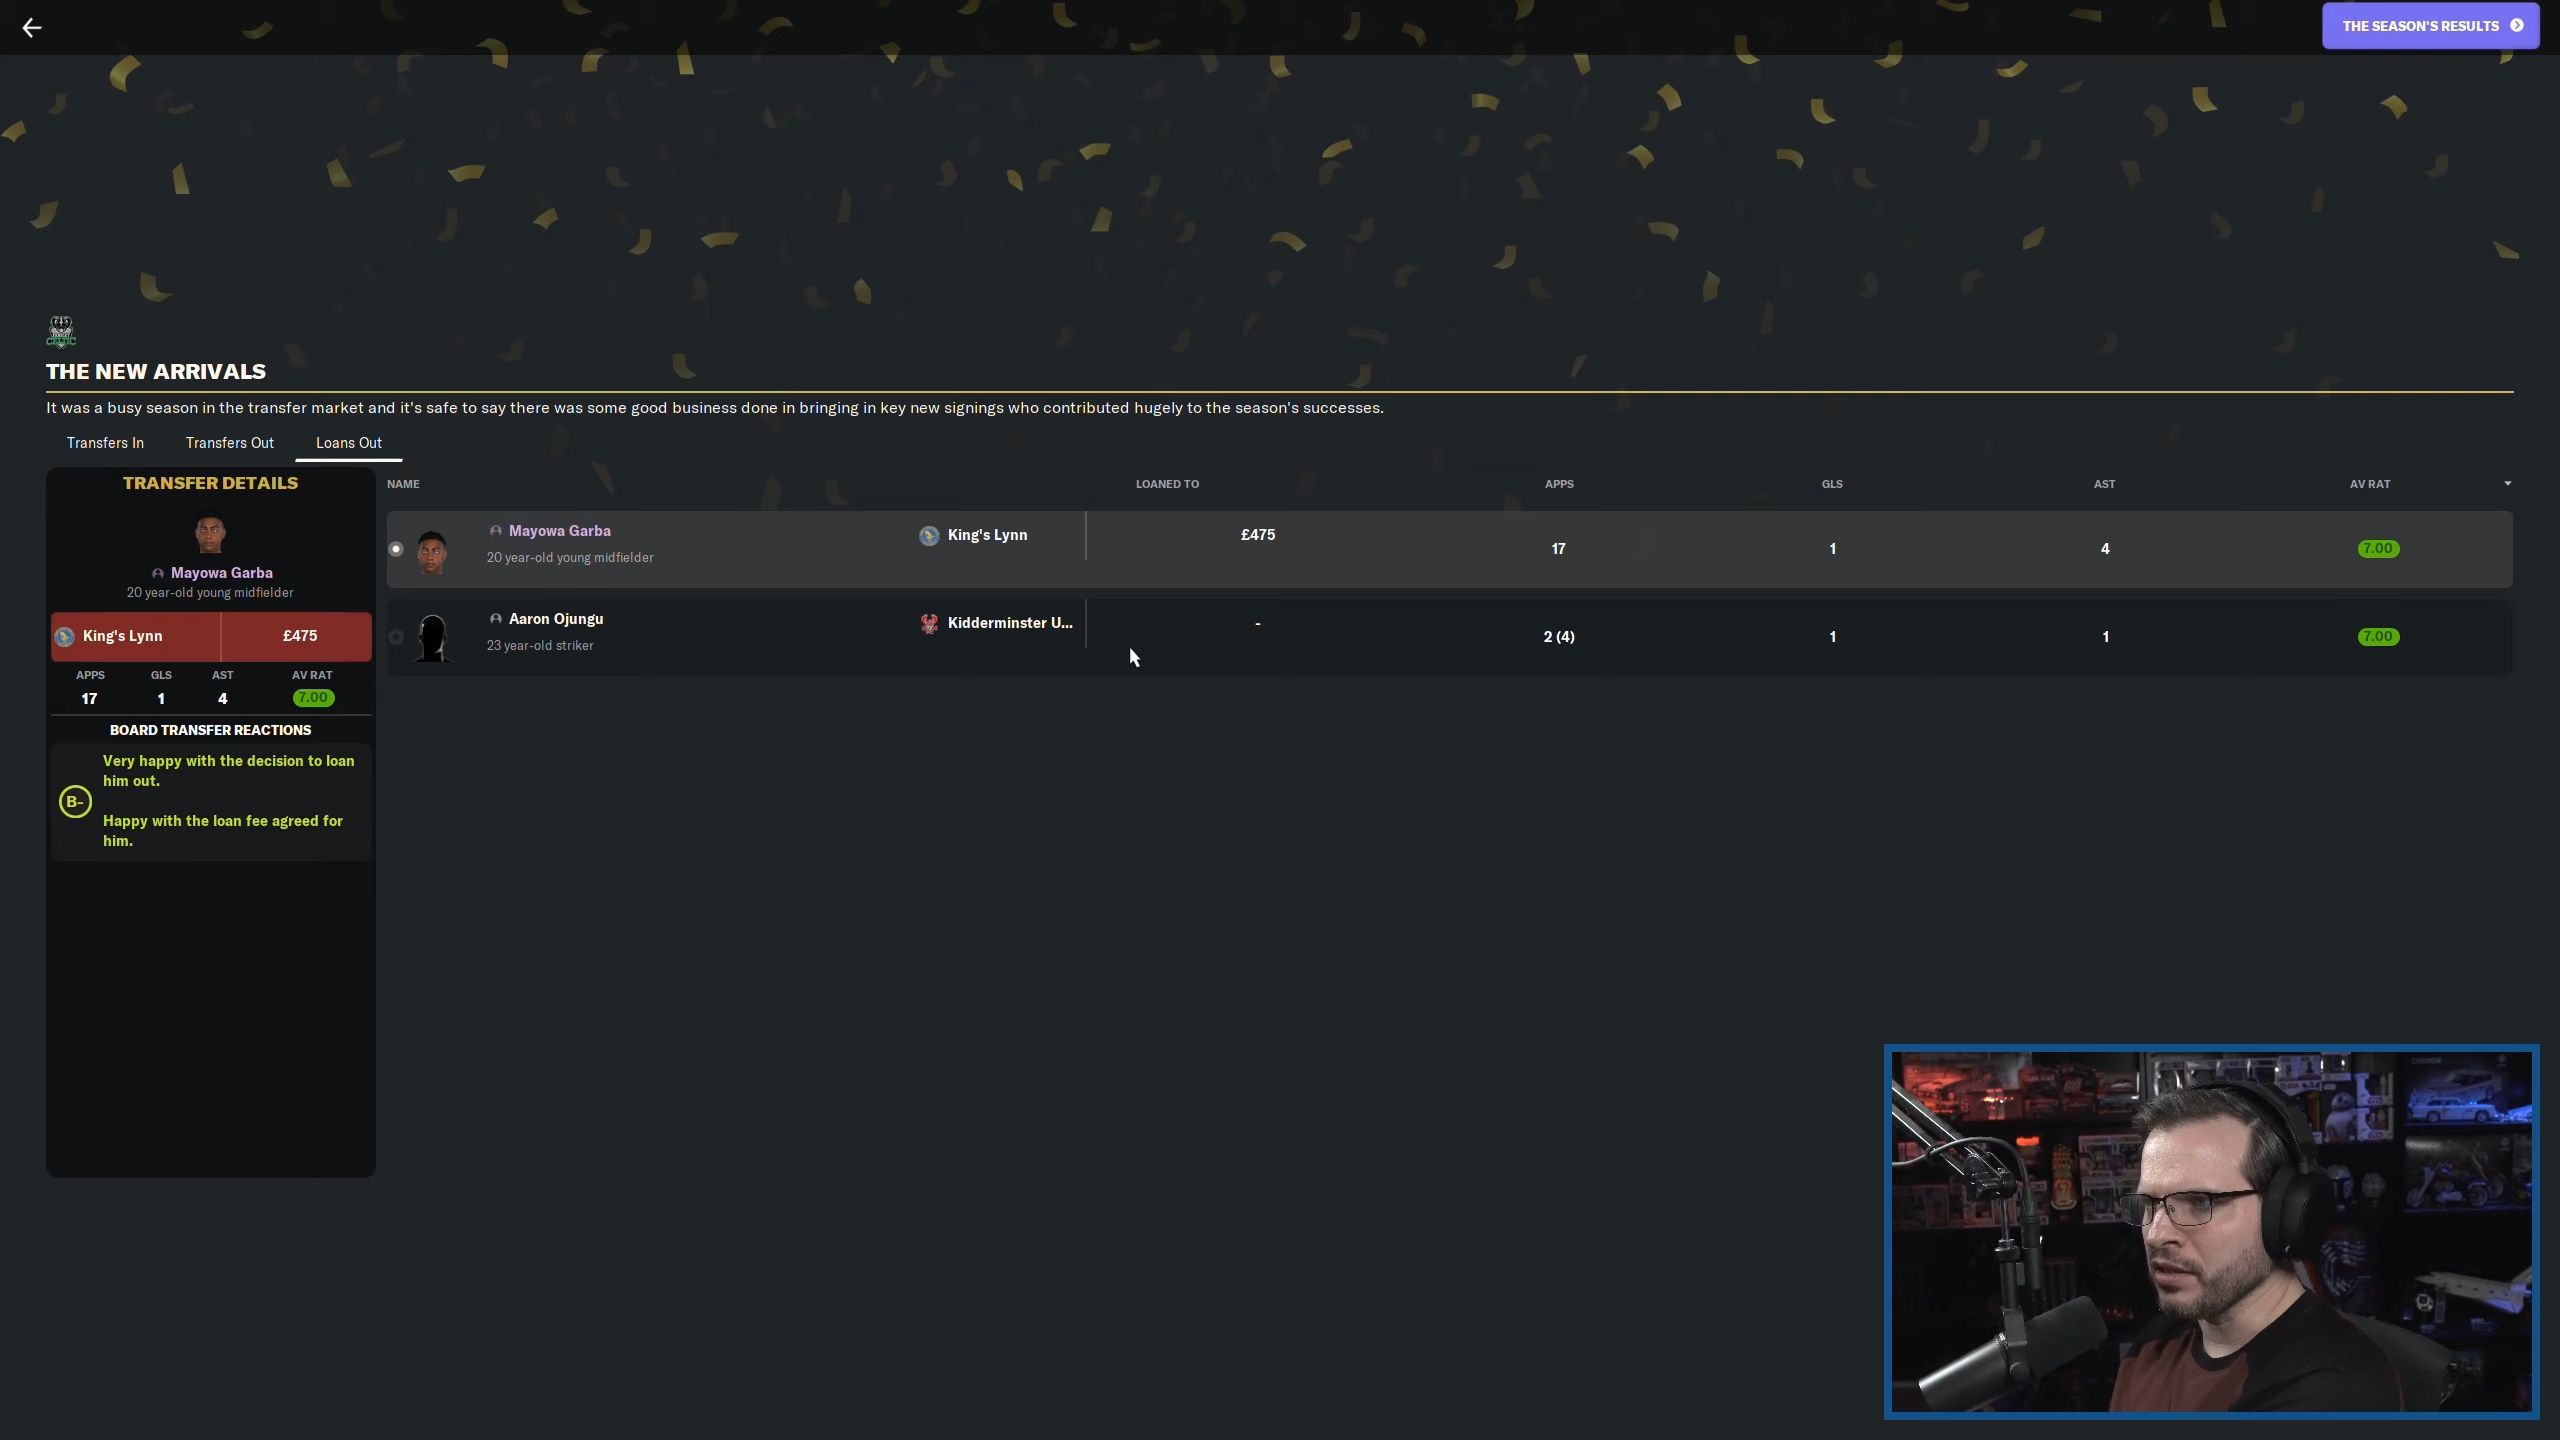 THE SEASON'S RESULTS
CELTIC
THE NEW ARRIVALS
It was a busy season in the transfer market and it's safe to say there was some good business done in bringing in key new signings who contributed hugely to the season's successes.
Transfers In Transfers Out Loans Out
TRANSFER DETAILS
Mayowa Garba
20 year-old young midfielder
King's Lynn £475
APPS GLS AST AV RAT
17 1 4 7.00
BOARD TRANSFER REACTIONS
B-
Very happy with the decision to loan
him out.
Happy with the loan fee agreed for
him.
NAME LOANED TO APPS GLS AST AV RAT
Mayowa Garba King's Lynn £475 17 1 4 7.00
20 year-old young midfielder
Aaron Ojungu Kidderminster U... - 2 (4) 1 1 7.00
23 year-old striker